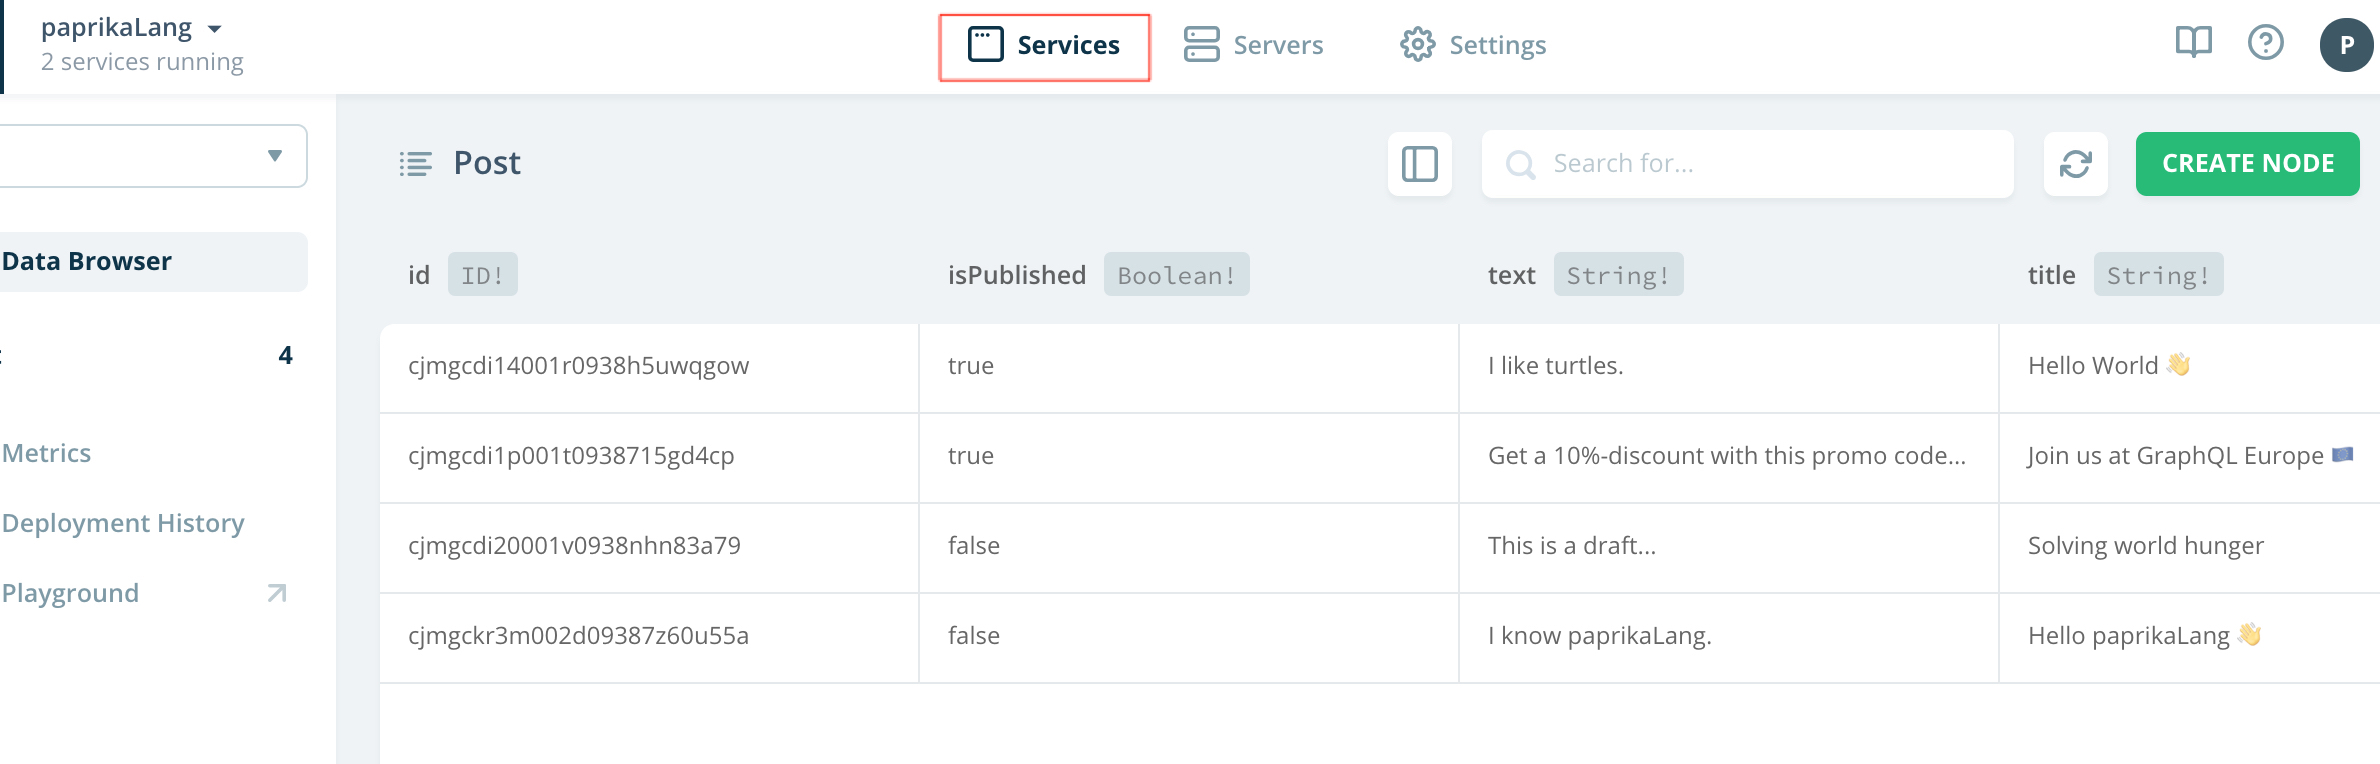 paprikaLang
2 services running
Services
Servers
Settings
P
Data Browser
4
Metrics
Deployment History
Playground
Post
Search for...
CREATE NODE
id ID! isPublished Boolean! text String! title String!
cjmgcdi14001r0938h5uwqgow true I like turtles. Hello World 👋
cjmgcdi1p001t0938715gd4cp true Get a 10%-discount with this promo code... Join us at GraphQL Europe 🇪🇺
cjmgcdi20001v0938nhn83a79 false This is a draft... Solving world hunger
cjmgckr3m002d09387z60u55a false I know paprikaLang. Hello paprikaLang 👋